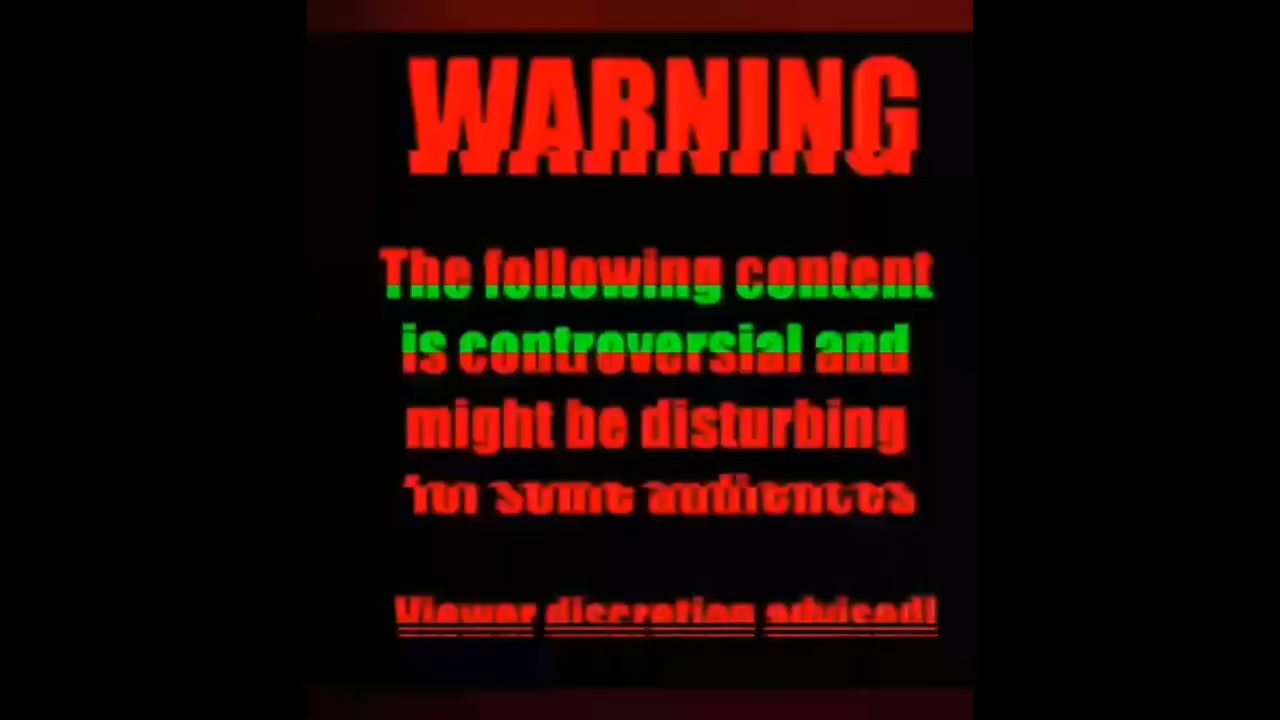 WARNING
The following content
is controversial and
might be disturbing
for some audiences
Viewer discretion advised!